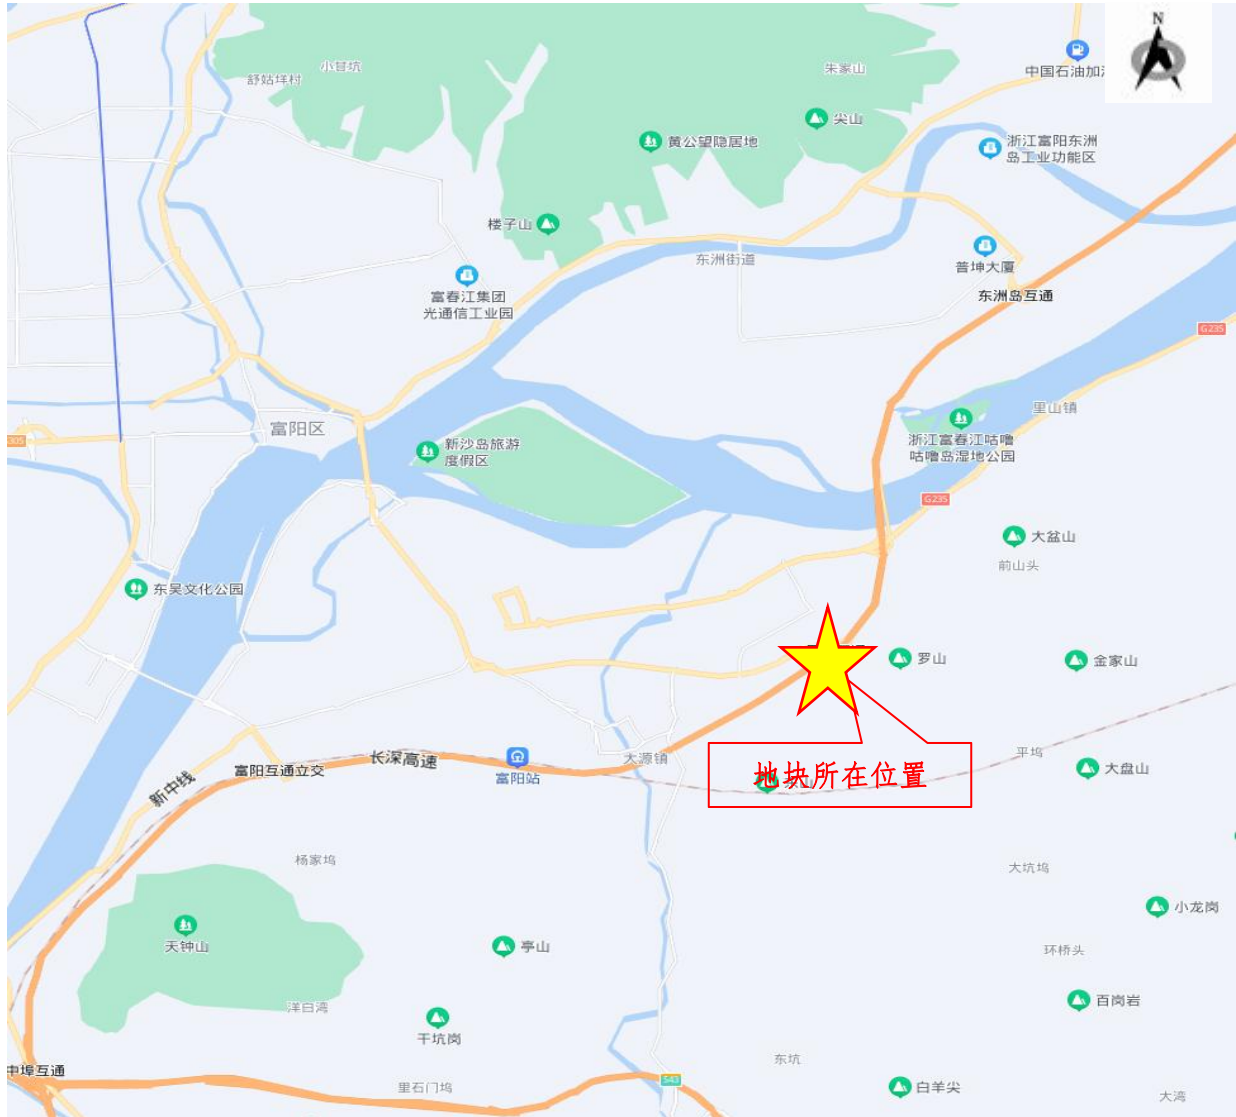 N
小甘坑
舒姑垟村
朱家山
中国石油加
尖山
黄公望隐居地
浙江富阳东洲
岛工业功能区
楼子山
东洲街道
普坤大厦
富春江集团
光通信工业园
东洲岛互通
G235
里山镇
富阳区
新沙岛旅游
度假区
浙江富春江咕噜
咕噜岛湿地公园
G235
大盆山
前山头
东吴文化公园
罗山
金家山
平坞
大源镇
长深高速
富阳站
富阳互通立交
新中线
地块所在位置
大盘山
杨家坞
大坑坞
小龙岗
天钟山
亭山
环桥头
洋白湾
百岗岩
干坑岗
东坑
中埠互通
里石门坞
S43
白羊尖
大湾